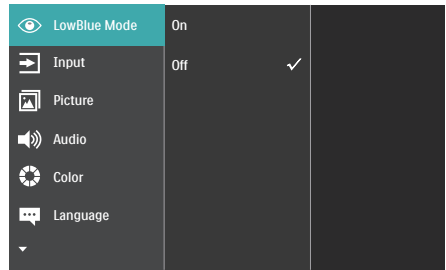 LowBlue Mode
On
Input
Off
Picture
Audio
Color
Language